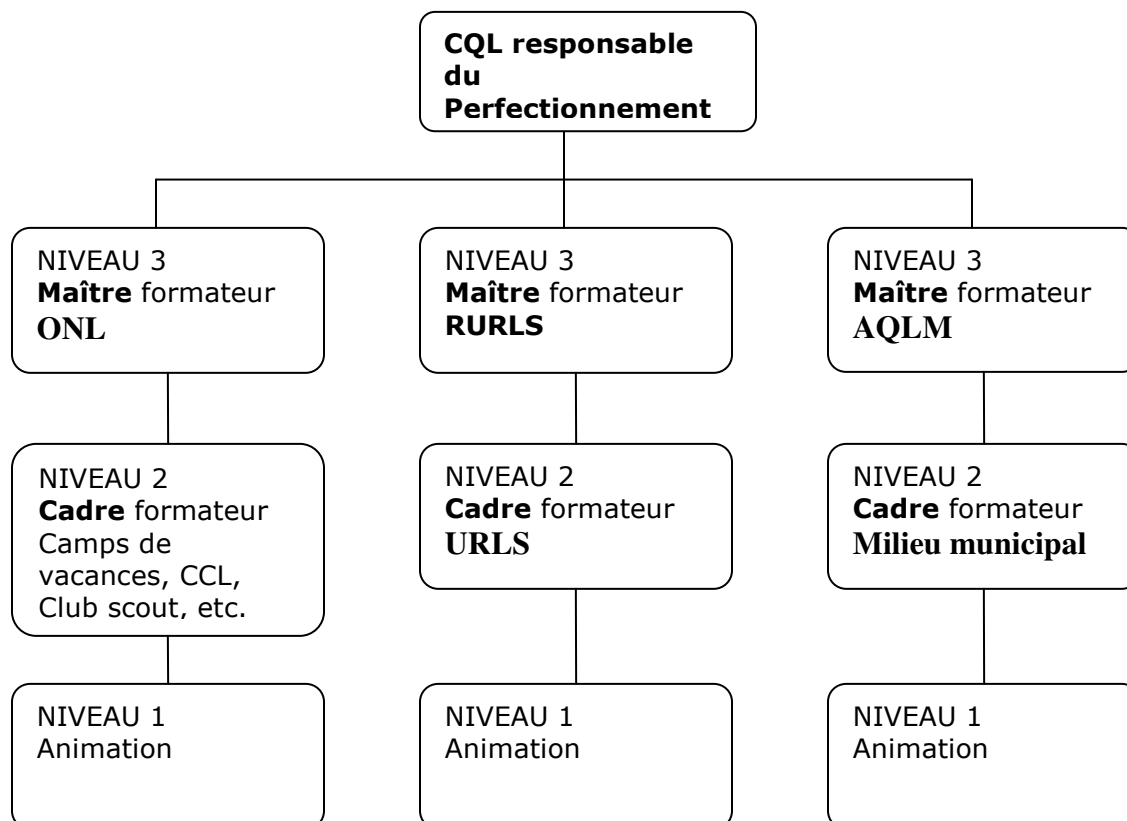 CQL responsable
du
Perfectionnement
NIVEAU 3
Maître formateur
ONL
NIVEAU 3
Maître formateur
RURLS
NIVEAU 3
Maître formateur
AQLM
NIVEAU 2
Cadre formateur
Camps de
vacances, CCL,
Club scout, etc.
NIVEAU 2
Cadre formateur
URLS
NIVEAU 2
Cadre formateur
Milieu municipal
NIVEAU 1
Animation
NIVEAU 1
Animation
NIVEAU 1
Animation